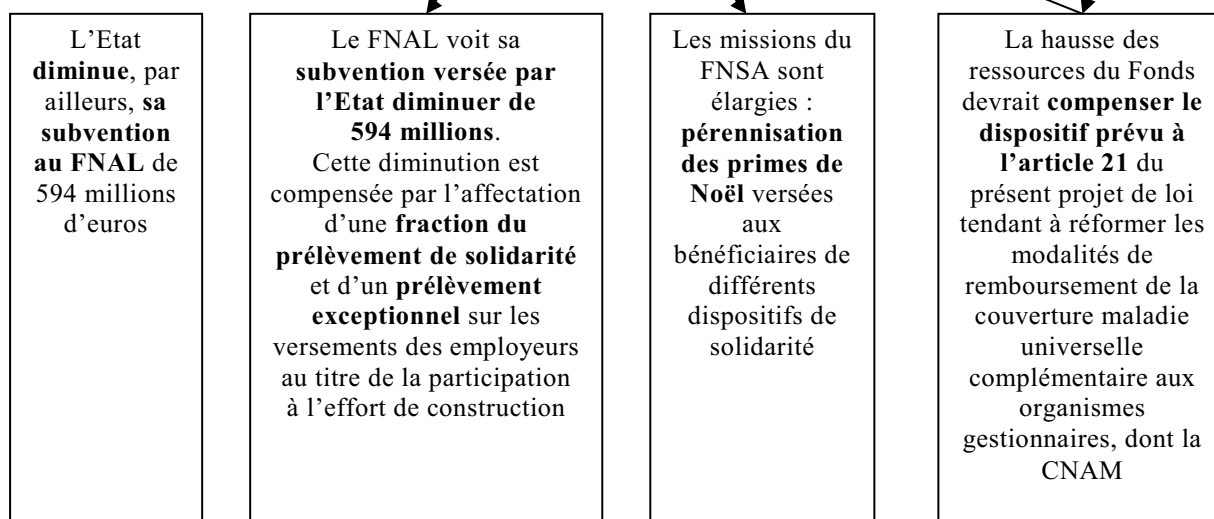 L’Etat
diminue, par
ailleurs, sa
subvention
au FNAL de
594 millions
d’euros
Le FNAL voit sa
subvention versée par
l’Etat diminuer de
594 millions.
Cette diminution est
compensée par l’affectation
d’une fraction du
prélèvement de solidarité
et d’un prélèvement
exceptionnel sur les
versements des employeurs
au titre de la participation
à l’effort de construction
Les missions du
FNSA sont
élargies :
pérennisation
des primes de
Noël versées
aux
bénéficiaires de
différents
dispositifs de
solidarité
La hausse des
ressources du Fonds
devrait compenser le
dispositif prévu à
l’article 21 du
présent projet de loi
tendant à réformer les
modalités de
remboursement de la
couverture maladie
universelle
complémentaire aux
organismes
gestionnaires, dont la
CNAM